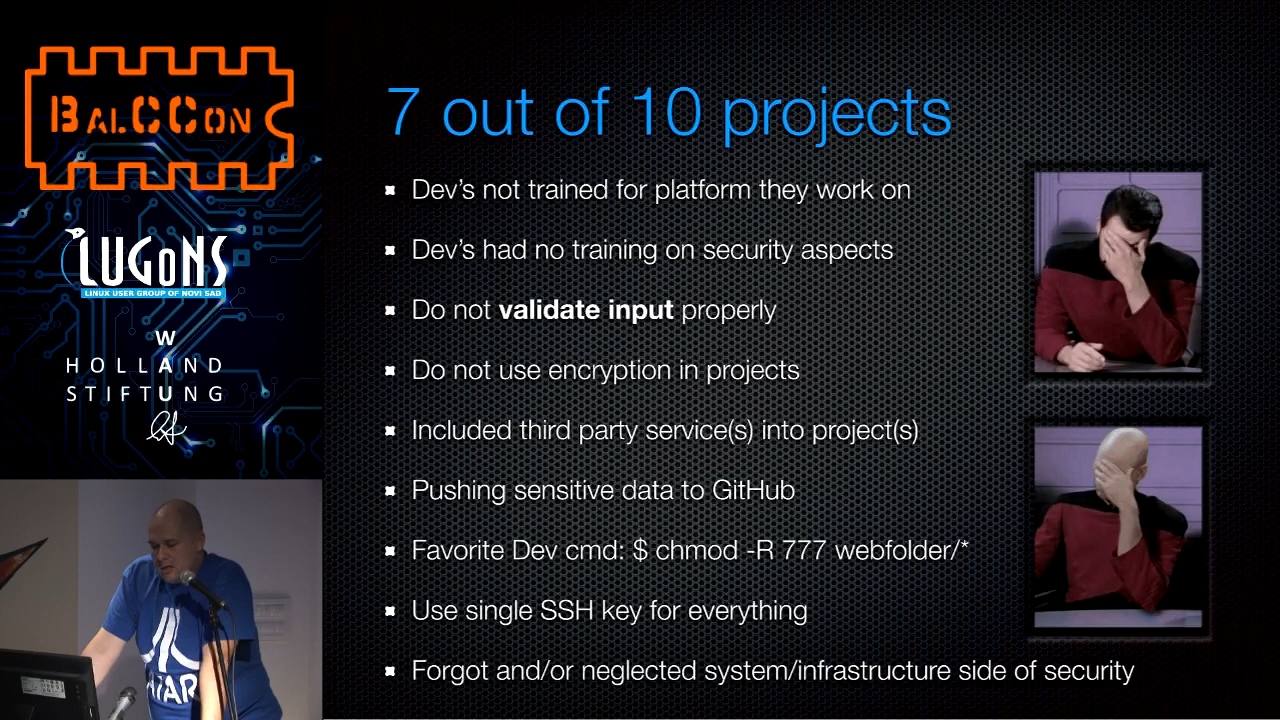 BALCCON
LUGONS
LINUX USER GROUP OF NOVI SAD
W
HOLLAND
STIFTUNG
7 out of 10 projects
Dev's not trained for platform they work on
Dev's had no training on security aspects
Do not validate input properly
Do not use encryption in projects
Included third party service(s) into project(s)
Pushing sensitive data to GitHub
Favorite Dev cmd: $ chmod -R 777 webfolder/*
Use single SSH key for everything
Forgot and/or neglected system/infrastructure side of security
ATARI